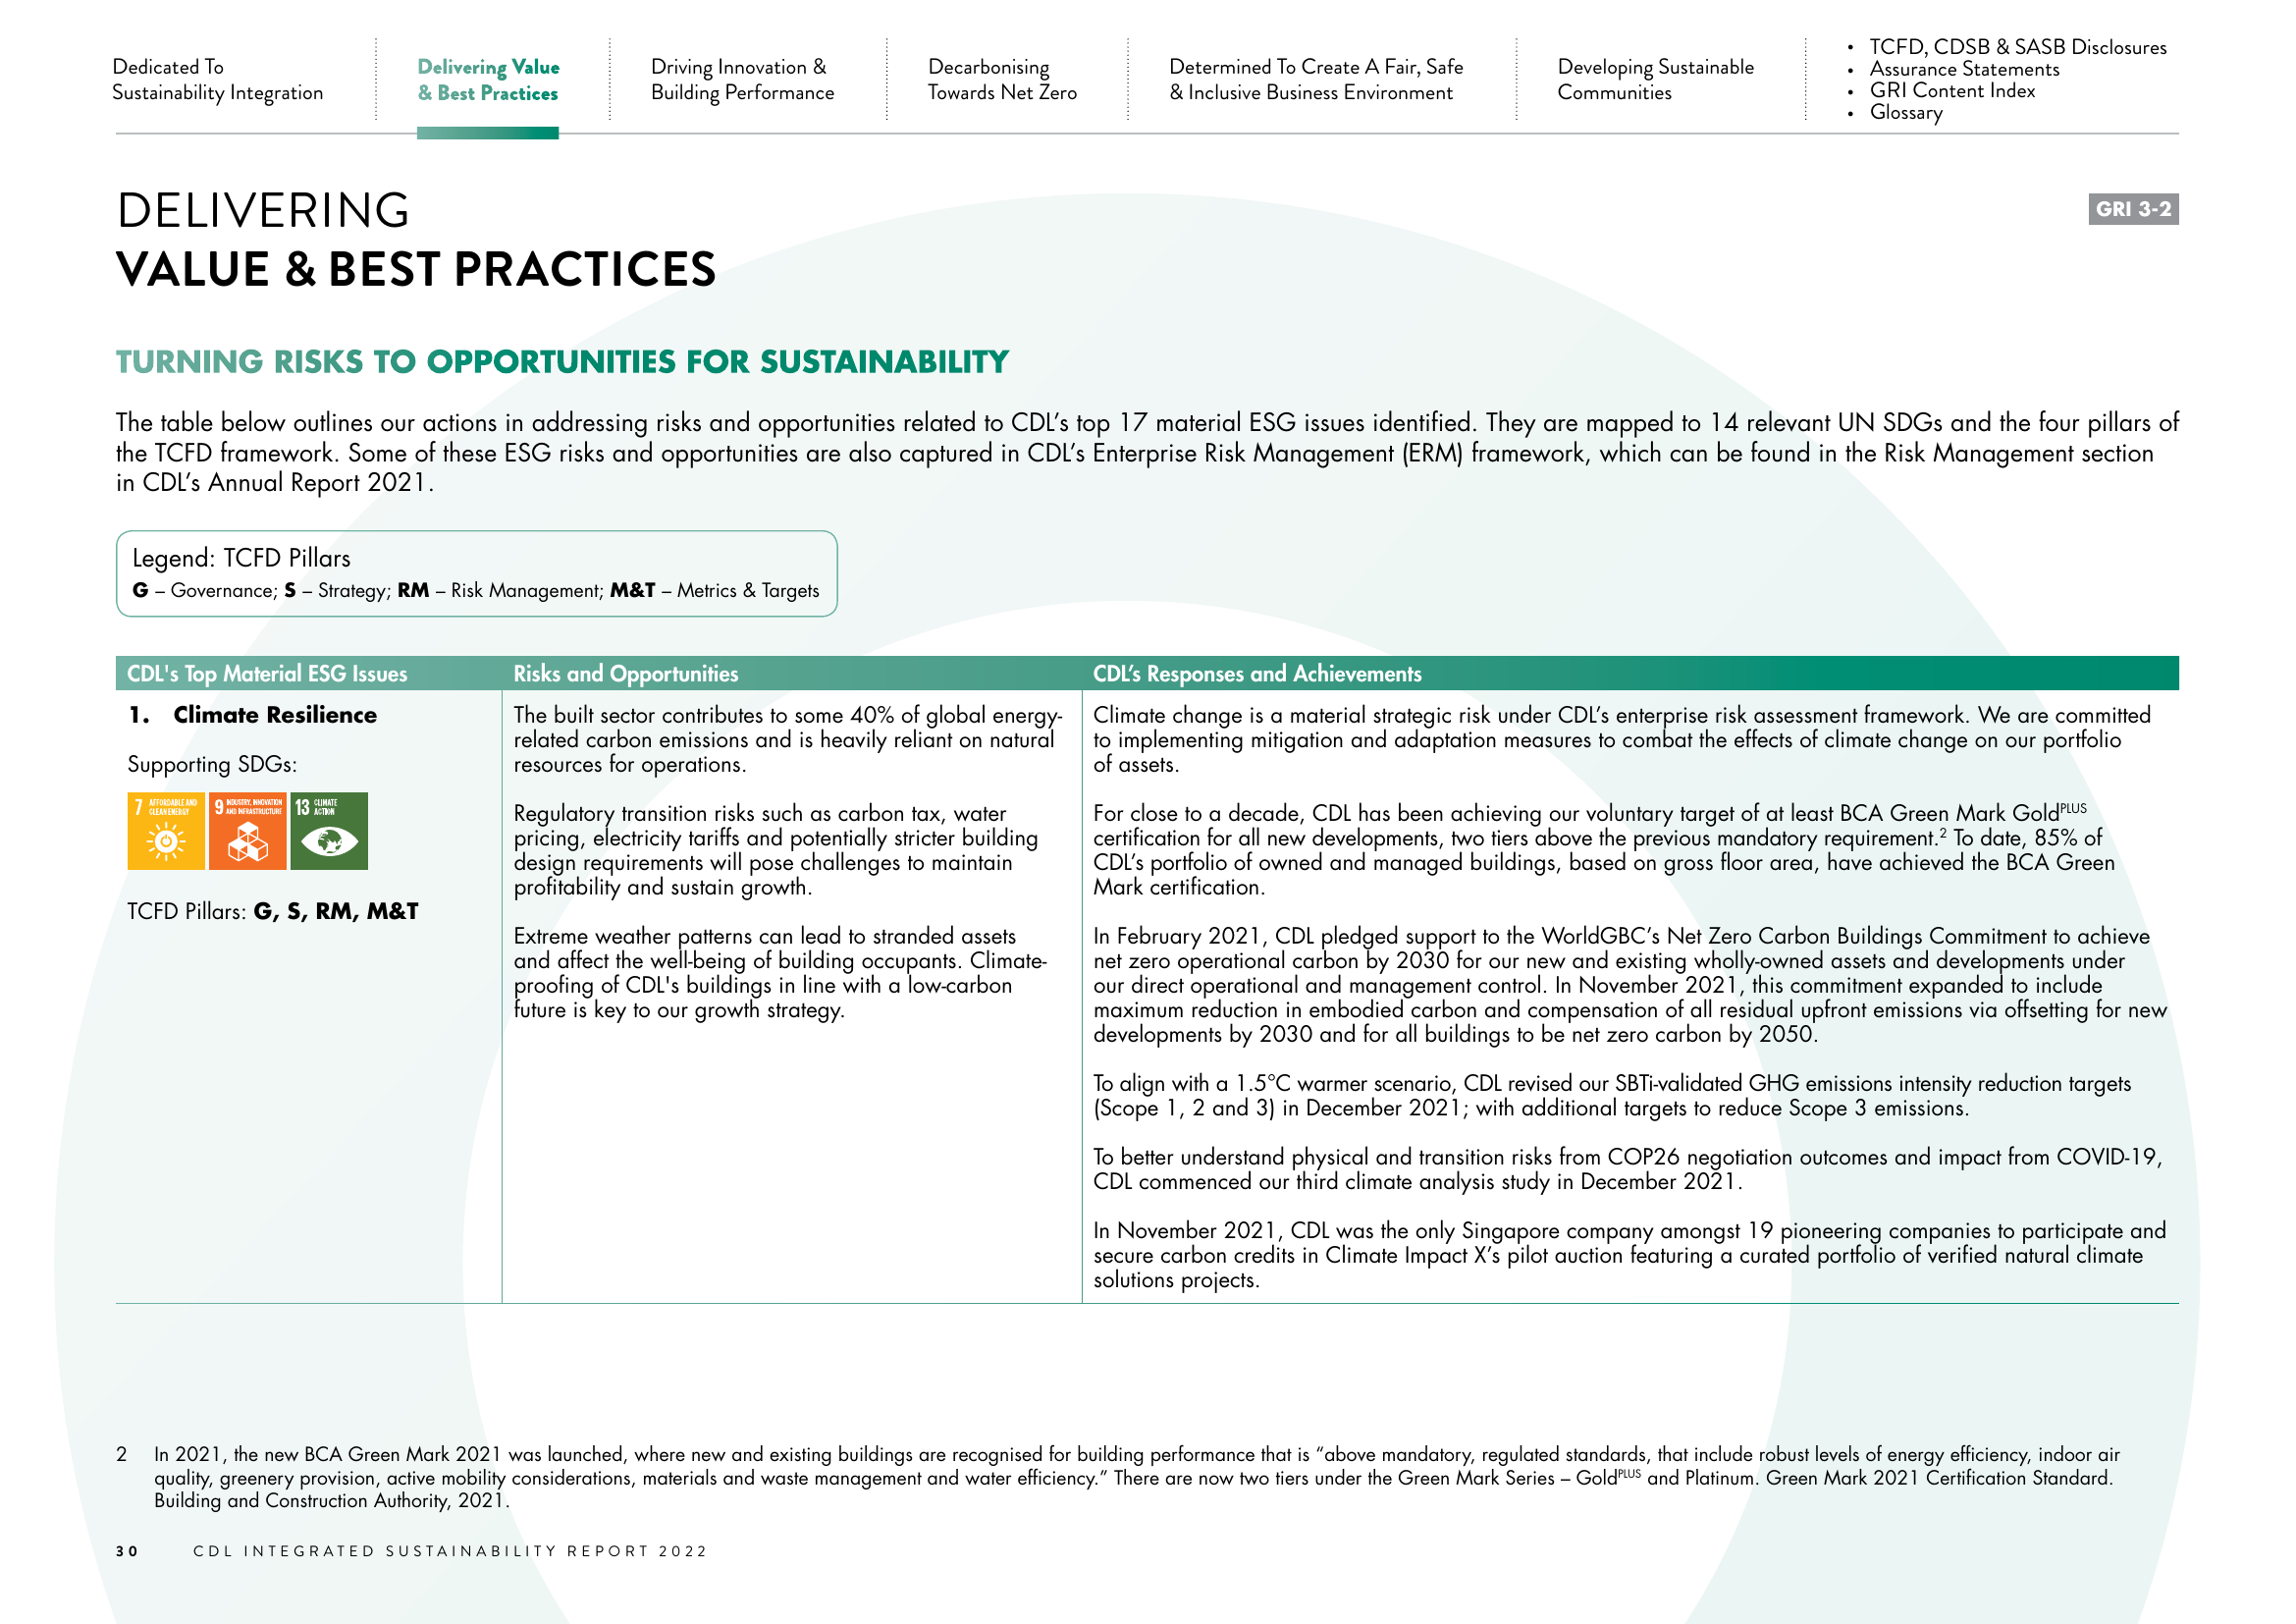 Dedicated To
Sustainability Integration
Delivering Value
& Best Practices
Driving Innovation &
Building Performance
Decarbonising
Towards Net Zero
Determined To Create A Fair, Safe
& Inclusive Business Environment
Developing Sustainable
Communities
• TCFD, CDSB & SASB Disclosures
• Assurance Statements
• GRI Content Index
• Glossary
DELIVERING
VALUE & BEST PRACTICES
GRI 3-2
TURNING RISKS TO OPPORTUNITIES FOR SUSTAINABILITY
The table below outlines our actions in addressing risks and opportunities related to CDL’s top 17 material ESG issues identified. They are mapped to 14 relevant UN SDGs and the four pillars of
the TCFD framework. Some of these ESG risks and opportunities are also captured in CDL’s Enterprise Risk Management (ERM) framework, which can be found in the Risk Management section
in CDL’s Annual Report 2021.
Legend: TCFD Pillars
G – Governance; S – Strategy; RM – Risk Management; M&T – Metrics & Targets
CDL's Top Material ESG Issues
Risks and Opportunities
CDL’s Responses and Achievements
1. Climate Resilience
Supporting SDGs:
7 AFFORDABLE AND
CLEAN ENERGY
9 INDUSTRY, INNOVATION
AND INFRASTRUCTURE
13 CLIMATE
ACTION
TCFD Pillars: G, S, RM, M&T
The built sector contributes to some 40% of global energy-
related carbon emissions and is heavily reliant on natural
resources for operations.
Regulatory transition risks such as carbon tax, water
pricing, electricity tariffs and potentially stricter building
design requirements will pose challenges to maintain
profitability and sustain growth.
Extreme weather patterns can lead to stranded assets
and affect the well-being of building occupants. Climate-
proofing of CDL's buildings in line with a low-carbon
future is key to our growth strategy.
Climate change is a material strategic risk under CDL’s enterprise risk assessment framework. We are committed
to implementing mitigation and adaptation measures to combat the effects of climate change on our portfolio
of assets.
For close to a decade, CDL has been achieving our voluntary target of at least BCA Green Mark GoldPLUS
certification for all new developments, two tiers above the previous mandatory requirement.2 To date, 85% of
CDL’s portfolio of owned and managed buildings, based on gross floor area, have achieved the BCA Green
Mark certification.
In February 2021, CDL pledged support to the WorldGBC’s Net Zero Carbon Buildings Commitment to achieve
net zero operational carbon by 2030 for our new and existing wholly-owned assets and developments under
our direct operational and management control. In November 2021, this commitment expanded to include
maximum reduction in embodied carbon and compensation of all residual upfront emissions via offsetting for new
developments by 2030 and for all buildings to be net zero carbon by 2050.
To align with a 1.5°C warmer scenario, CDL revised our SBTi-validated GHG emissions intensity reduction targets
(Scope 1, 2 and 3) in December 2021; with additional targets to reduce Scope 3 emissions.
To better understand physical and transition risks from COP26 negotiation outcomes and impact from COVID-19,
CDL commenced our third climate analysis study in December 2021.
In November 2021, CDL was the only Singapore company amongst 19 pioneering companies to participate and
secure carbon credits in Climate Impact X’s pilot auction featuring a curated portfolio of verified natural climate
solutions projects.
2 In 2021, the new BCA Green Mark 2021 was launched, where new and existing buildings are recognised for building performance that is “above mandatory, regulated standards, that include robust levels of energy efficiency, indoor air
quality, greenery provision, active mobility considerations, materials and waste management and water efficiency.” There are now two tiers under the Green Mark Series – GoldPLUS and Platinum. Green Mark 2021 Certification Standard.
Building and Construction Authority, 2021.
30 CDL INTEGRATED SUSTAINABILITY REPORT 2022